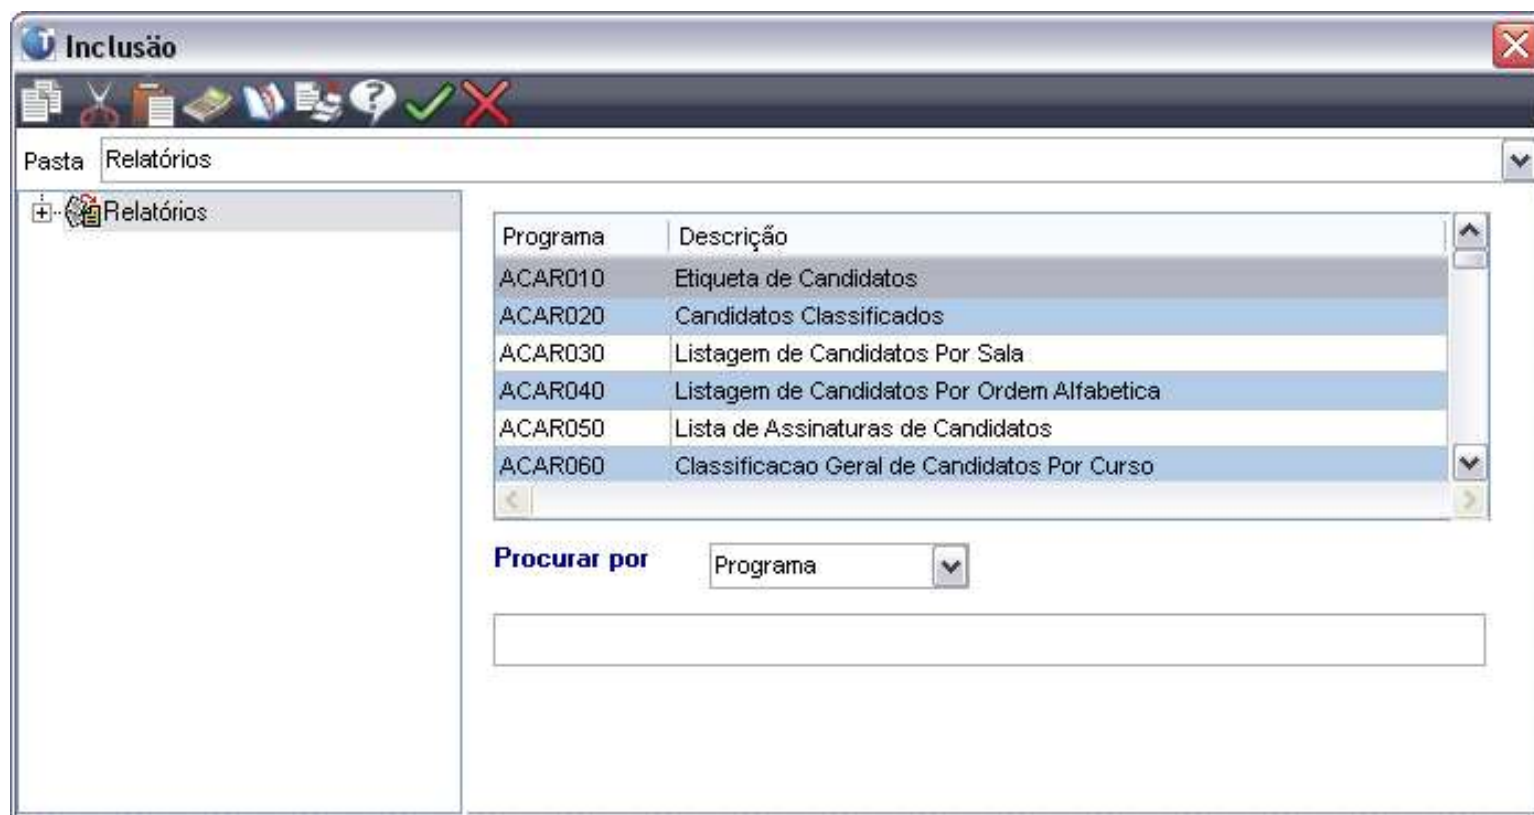 Inclusäo
Pasta Relatórios
Relatórios
Programa Descrição
ACAR010 Etiqueta de Candidatos
ACAR020 Candidatos Classificados
ACAR030 Listagem de Candidatos Por Sala
ACAR040 Listagem de Candidatos Por Ordem Alfabetica
ACAR050 Lista de Assinaturas de Candidatos
ACAR060 Classificacao Geral de Candidatos Por Curso
Procurar por Programa